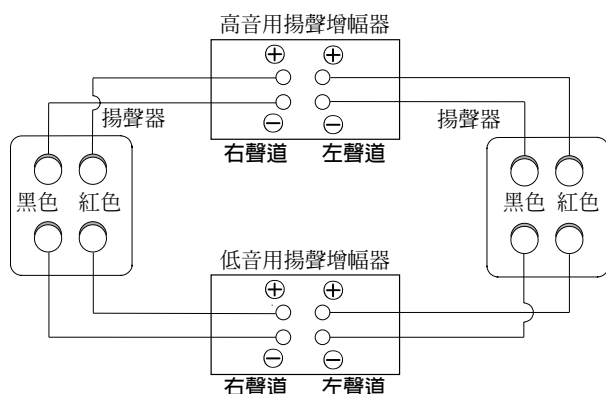 高音用揚聲增幅器
⊕ ⊕
揚聲器 ⊖ ⊖ 揚聲器
右聲道 左聲道
黑色 紅色 黑色 紅色
低音用揚聲增幅器
⊕ ⊕
⊖ ⊖
右聲道 左聲道